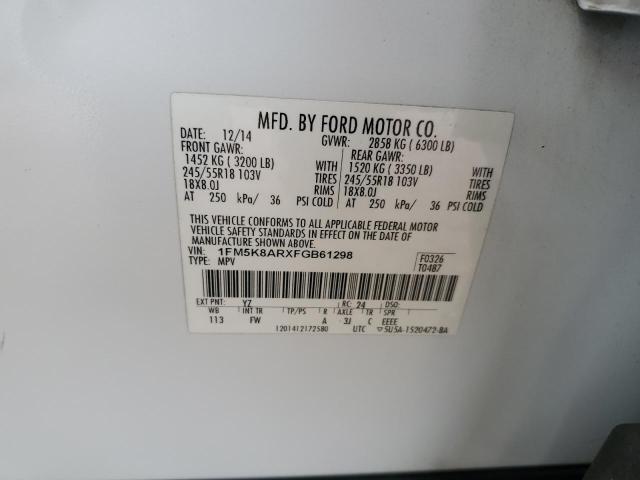 MFD. BY FORD MOTOR CO.
DATE: 12/14 GVWR: 2858 KG ( 6300 LB)
FRONT GAWR: REAR GAWR:
1452 KG ( 3200 LB) WITH 1520 KG ( 3350 LB) WITH
245/55R18 103V TIRES 245/55R18 103V TIRES
18X8.0J RIMS 18X8.0J RIMS
AT 250 kPa/ 36 PSI COLD AT 250 kPa/ 36 PSI COLD
THIS VEHICLE CONFORMS TO ALL APPLICABLE FEDERAL MOTOR
VEHICLE SAFETY STANDARDS IN EFFECT ON THE DATE OF
MANUFACTURE SHOWN ABOVE.
VIN: 1FM5K8ARXFGB61298 F0326
TYPE: MPV T0487
EXT PNT: YZ RC: 24 DSO:
WB INT TR TP/PS R AXLE TR SPR
113 FW A 3J C EEEE
1201412172580 UTC ▽5U5A-1520472-BA